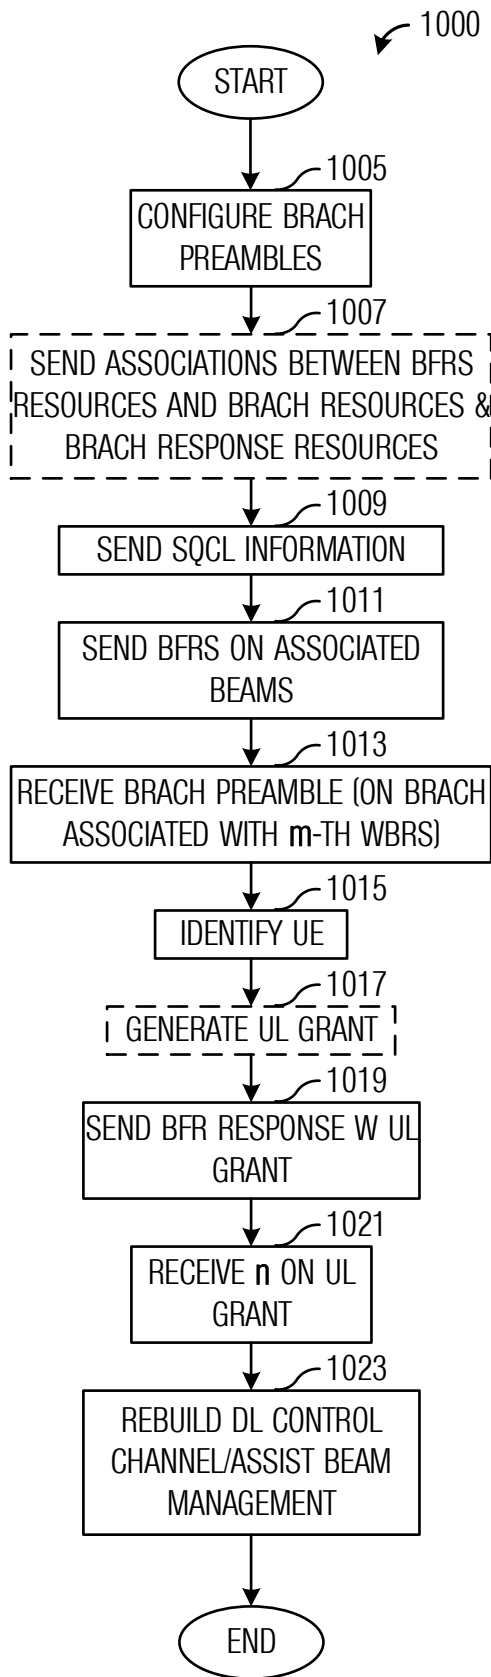 1000
START
1005
CONFIGURE BRACH
PREAMBLES
1007
SEND ASSOCIATIONS BETWEEN BFRS
RESOURCES AND BRACH RESOURCES &
BRACH RESPONSE RESOURCES
1009
SEND SQCL INFORMATION
1011
SEND BFRS ON ASSOCIATED
BEAMS
1013
RECEIVE BRACH PREAMBLE (ON BRACH
ASSOCIATED WITH m-TH WBRS)
1015
IDENTIFY UE
1017
GENERATE UL GRANT
1019
SEND BFR RESPONSE W UL
GRANT
1021
RECEIVE n ON UL
GRANT
1023
REBUILD DL CONTROL
CHANNEL/ASSIST BEAM
MANAGEMENT
END